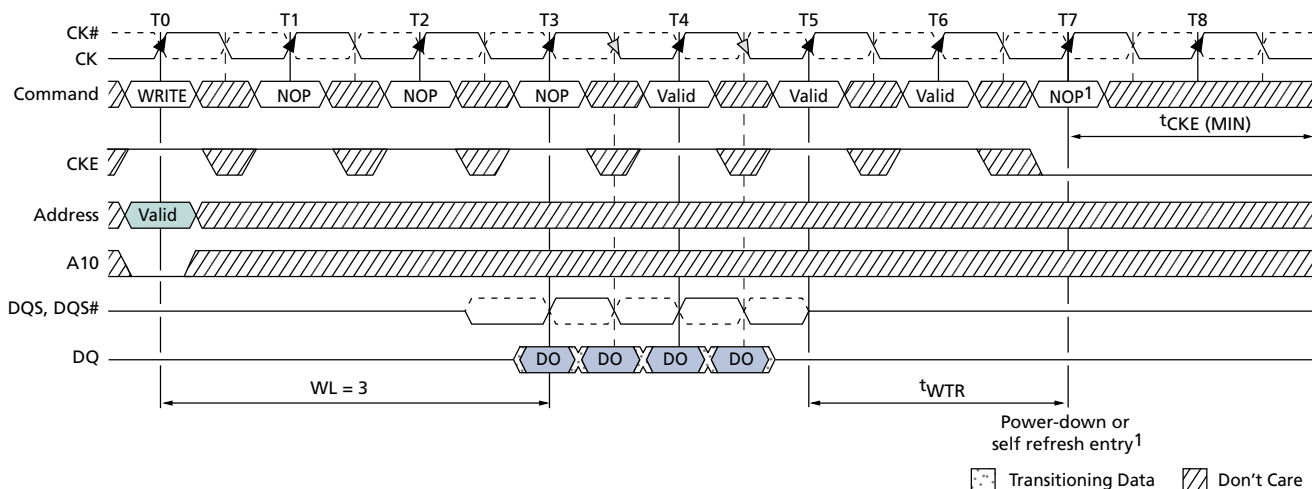 T0 T1 T2 T3 T4 T5 T6 T7 T8
CK#
CK
Command WRITE NOP NOP NOP Valid Valid Valid NOP1
tCKE (MIN)
CKE
Address Valid
A10
DQS, DQS#
DQ DO DO DO DO
WL = 3 tWTR
Power-down or
self refresh entry1
Transitioning Data Don't Care